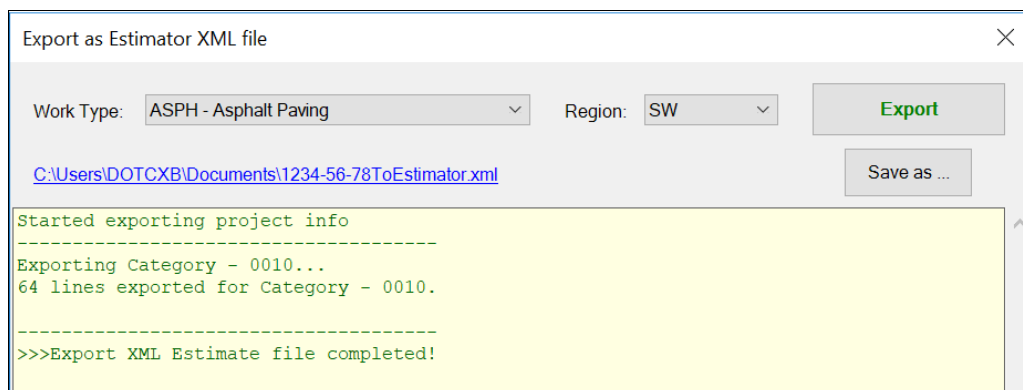 Export as Estimator XML file
Work Type: ASPH - Asphalt Paving Region: SW Export
C:\Users\DOTCXB\Documents\1234-56-78ToEstimator.xml Save as ...
Started exporting project info
--------------------------------------
Exporting Category - 0010...
64 lines exported for Category - 0010.
--------------------------------------
>>>Export XML Estimate file completed!